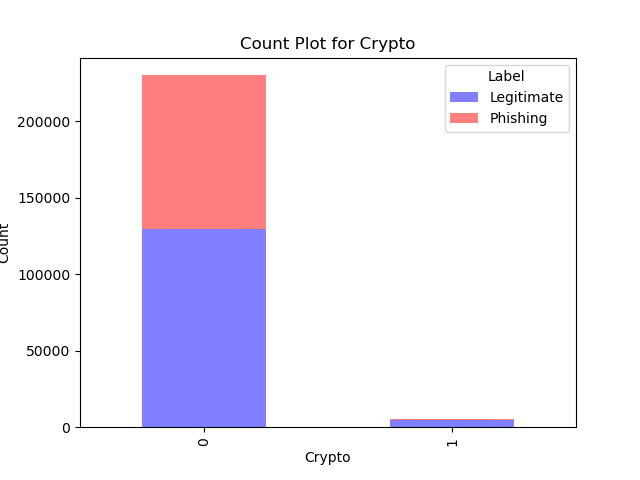 Count Plot for Crypto
Label
Legitimate
Phishing
200000
150000
100000
50000
0
Count
0
1
Crypto